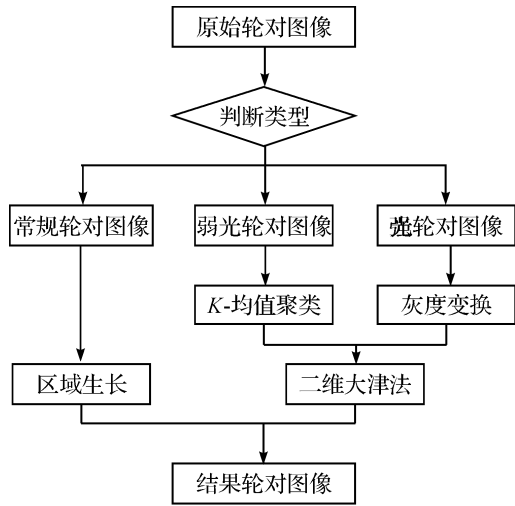 原始轮对图像
判断类型
常规轮对图像
弱光轮对图像
强轮对图像
K-均值聚类
灰度变换
区域生长
二维大津法
结果轮对图像